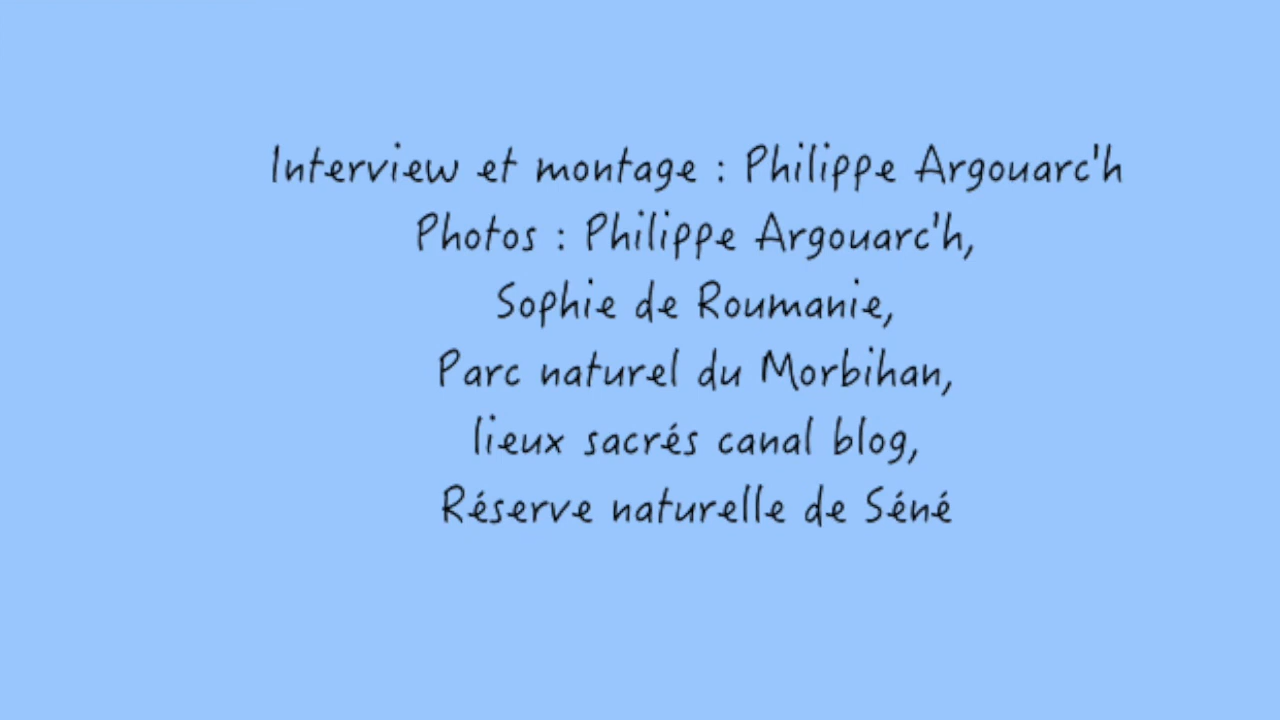 Interview et montage : Philippe Argouarc'h
Photos : Philippe Argouarc'h,
Sophie de Roumanie,
Parc naturel du Morbihan,
lieux sacrés canal blog,
Réserve naturelle de Séné